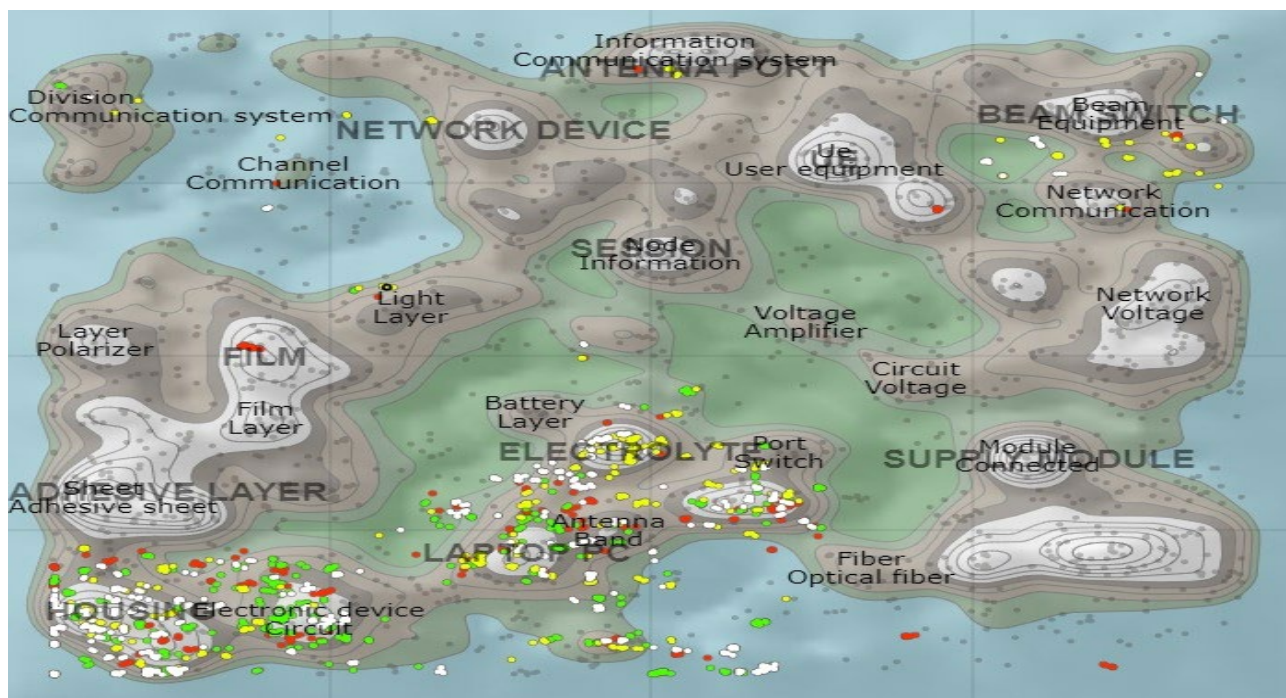 Information
Communication system
ANTENNA PORT
Division
Communication system
NETWORK DEVICE
BEAM SWITCH
Beam
Equipment
Channel
Communication
Ue
UE
User equipment
Network
Communication
SESSION
Node
Information
Light
Layer
Network
Voltage
Voltage
Amplifier
Layer
Polarizer
FILM
Circuit
Voltage
Film
Layer
Battery
Layer
ELECTROLYTE
Port
Switch
SUPPLY MODULE
Module
Connected
ADHESIVE LAYER
Sheet
Adhesive sheet
Antenna
Band
LAPTOP PC
Fiber
Optical fiber
HOUSING
Electronic device
Circuit